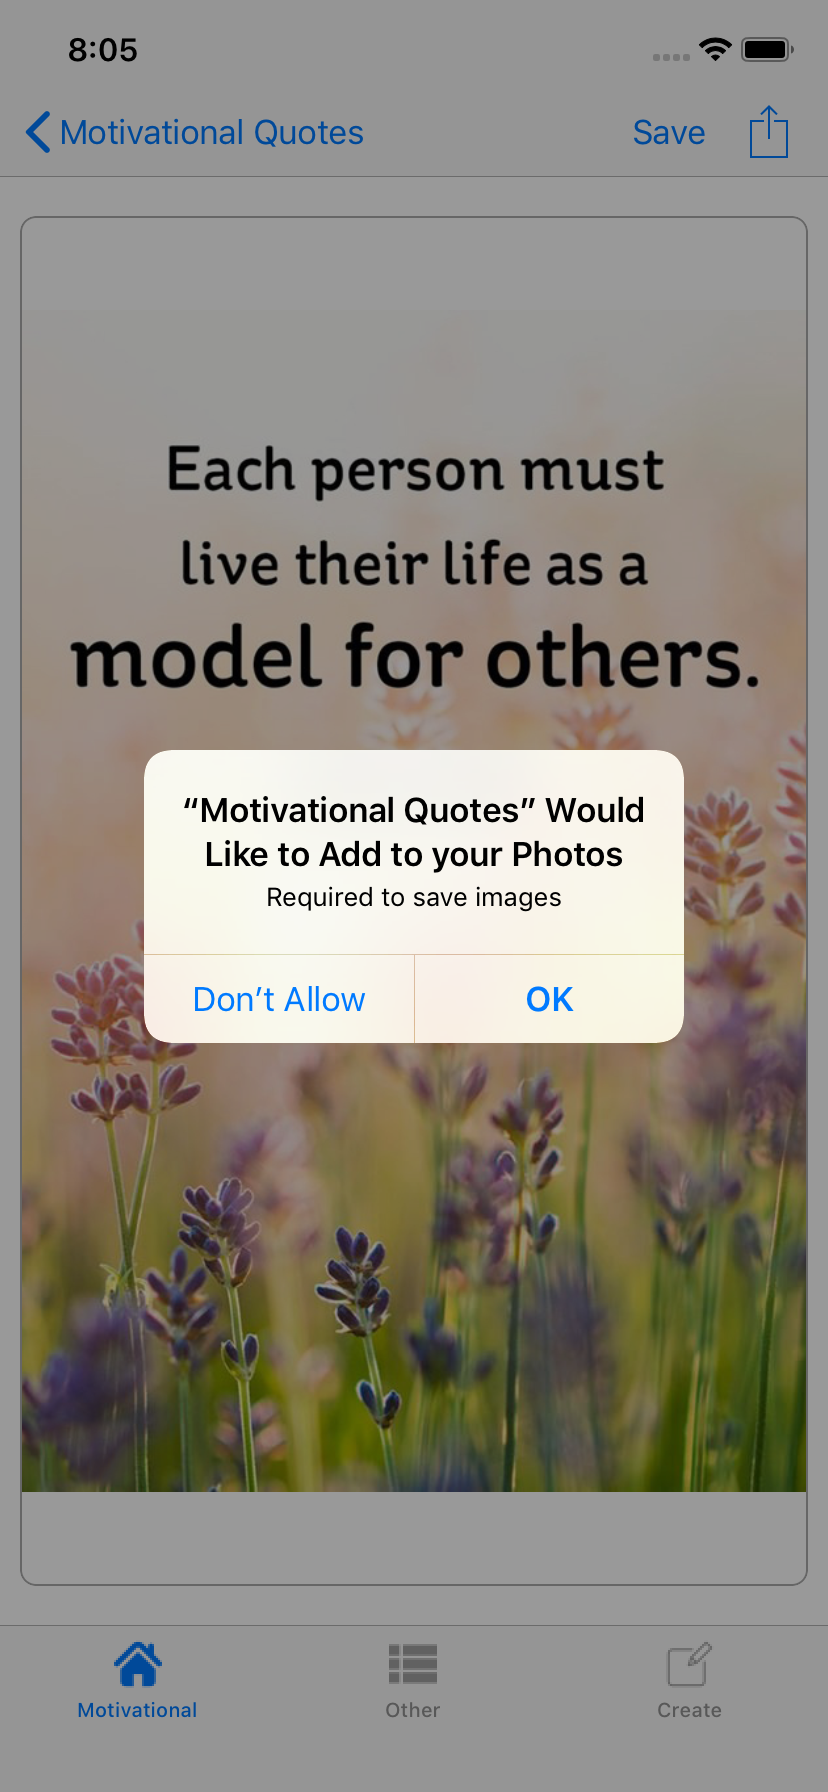 8:05
Motivational Quotes
Save
Each person must
live their life as a
model for others.
“Motivational Quotes” Would
Like to Add to your Photos
Required to save images
Don’t Allow
OK
Motivational
Other
Create